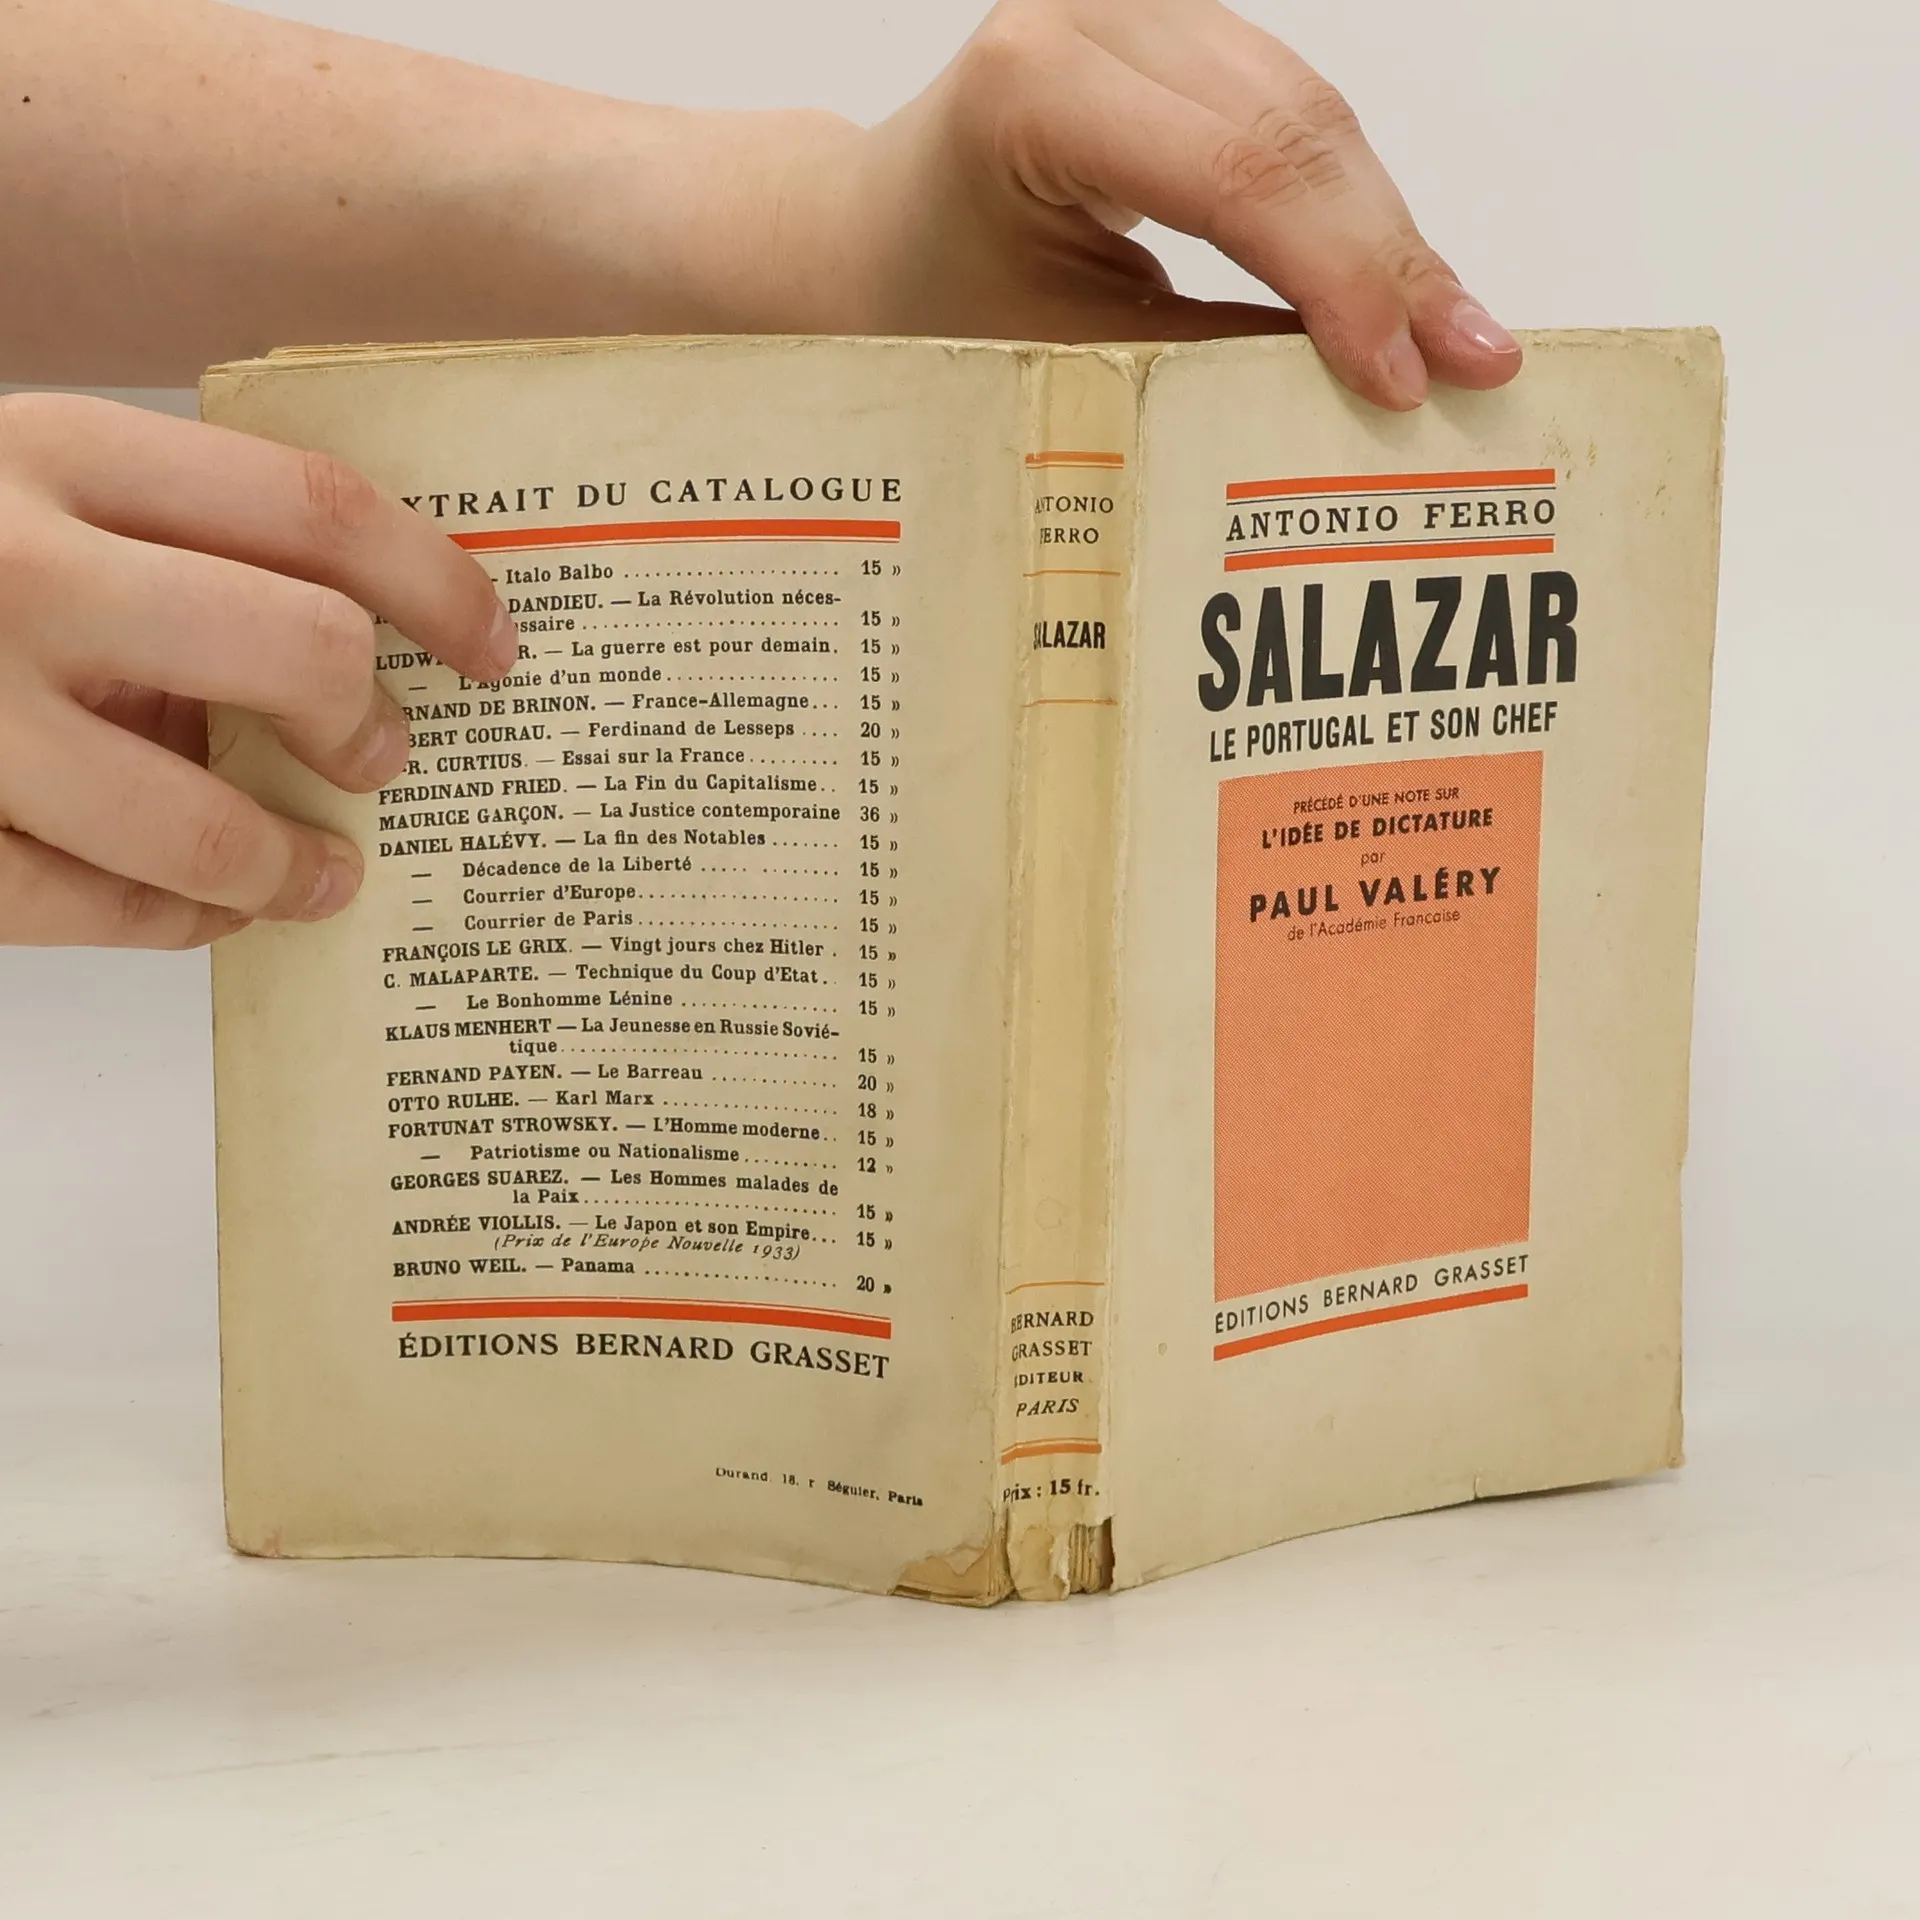 XTRAIT DU CATALOGUE
- Italo Balbo .................... 15 »
DANDIEU. — La Révolution néces-
ssaire ........................ 15 »
LUDW R. — La guerre est pour demain. 15 »
— L'Agonie d'un monde ................. 15 »
RNAND DE BRINON. — France-Allemagne... 15 »
BERT COURAU. — Ferdinand de Lesseps .... 20 »
R. CURTIUS. — Essai sur la France......... 15 »
FERDINAND FRIED. — La Fin du Capitalisme.. 15 »
MAURICE GARÇON. — La Justice contemporaine 36 »
DANIEL HALÉVY. — La fin des Notables ....... 15 »
— Décadence de la Liberté ..... ........ 15 »
— Courrier d'Europe.................... 15 »
— Courrier de Paris.................... 15 »
FRANÇOIS LE GRIX. — Vingt jours chez Hitler . 15 »
C. MALAPARTE. — Technique du Coup d'Etat.. 15 »
— Le Bonhomme Lénine ................ 15 »
KLAUS MENHERT — La Jeunesse en Russie Sovié-
tique........................... 15 »
FERNAND PAYEN. — Le Barreau ............. 20 »
OTTO RULHE. — Karl Marx .................. 18 »
FORTUNAT STROWSKY. — L'Homme moderne.. 15 »
— Patriotisme ou Nationalisme.......... 12 »
GEORGES SUAREZ. — Les Hommes malades de
la Paix......................... 15 »
ANDRÉE VIOLLIS. — Le Japon et son Empire... 15 »
(Prix de l'Europe Nouvelle 1933)
BRUNO WEIL. — Panama ................... 20 »
ÉDITIONS BERNARD GRASSET
Durand, 18, r Séguier, Paris
ANTONIO
FERRO
SALAZAR
BERNARD
GRASSET
EDITEUR
PARIS
Prix : 15 fr.
ANTONIO FERRO
SALAZAR
LE PORTUGAL ET SON CHEF
PRÉCÉDÉ D'UNE NOTE SUR
L'IDÉE DE DICTATURE
par
PAUL VALÉRY
de l'Académie Française
ÉDITIONS BERNARD GRASSET